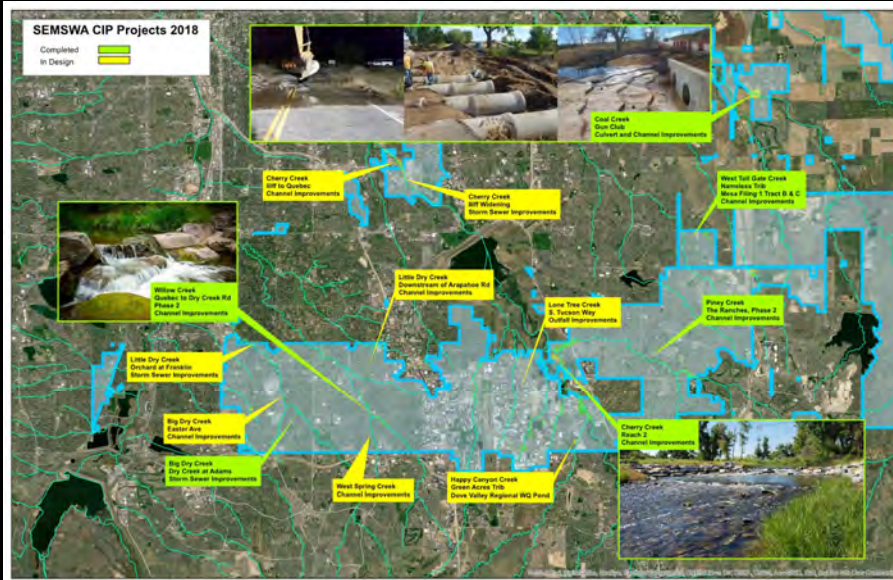 SEMSWA CIP Projects 2018
Completed
In Design
Coal Creek
Gun Club
Culvert and Channel Improvements
Cherry Creek
Iliff to Quebec
Channel Improvements
Cherry Creek
Iliff Widening
Storm Sewer Improvements
West Toll Gate Creek
Nameless Trib
Mesa Filing 1 Tract B & C
Channel Improvements
Willow Creek
Quebec to Dry Creek Rd
Phase 2
Channel Improvements
Little Dry Creek
Downstream of Arapahoe Rd
Channel Improvements
Lone Tree Creek
S. Tucson Way
Outfall Improvements
Piney Creek
The Ranches, Phase 2
Channel Improvements
Little Dry Creek
Orchard at Franklin
Storm Sewer Improvements
Big Dry Creek
Easter Ave
Channel Improvements
Big Dry Creek
Dry Creek at Adams
Storm Sewer Improvements
West Spring Creek
Channel Improvements
Happy Canyon Creek
Green Acres Trib
Dove Valley Regional WQ Pond
Cherry Creek
Reach 2
Channel Improvements